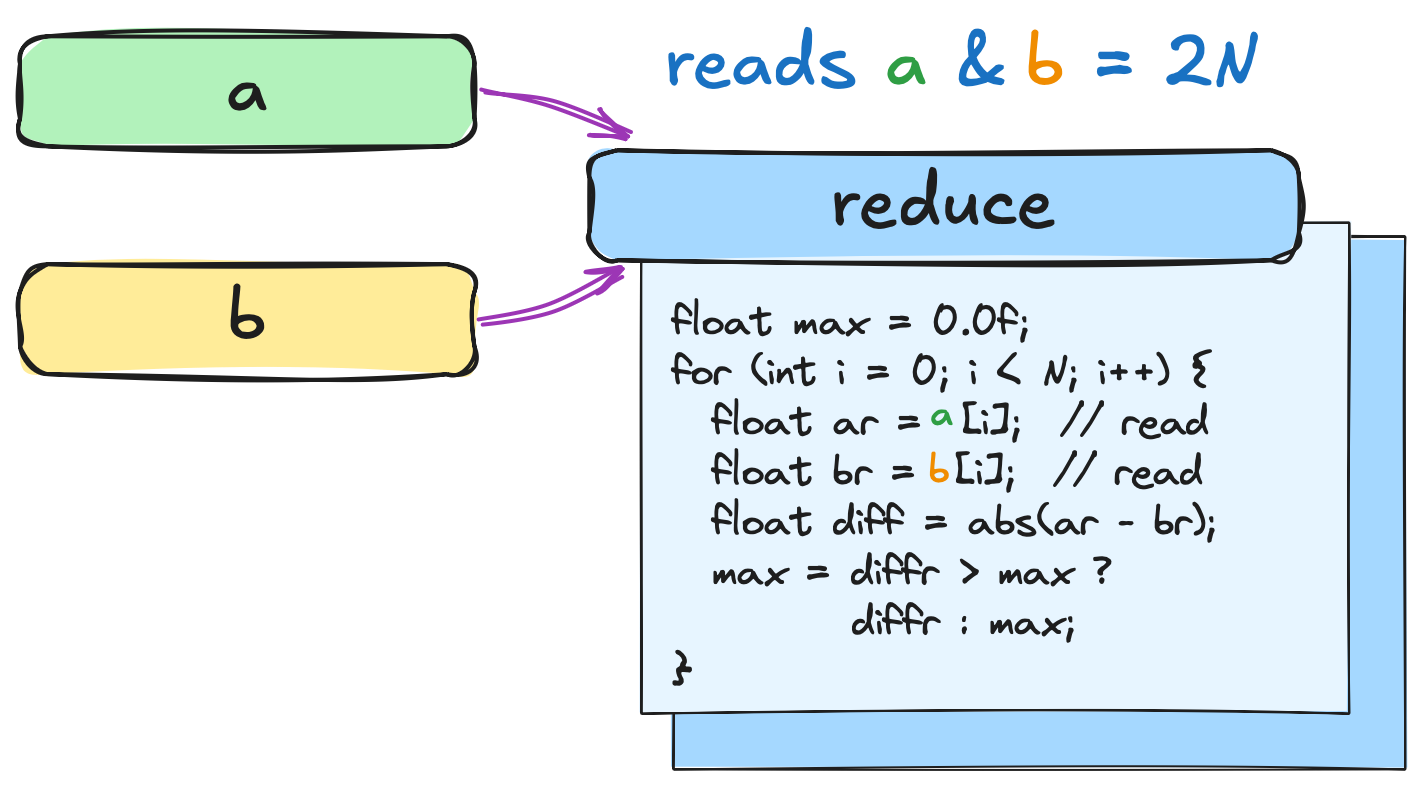 a
reads a & b = 2N
reduce
b
float max = 0.0f;
for (int i = 0; i < N; i++) {
float ar = a[i]; // read
float br = b[i]; // read
float diff = abs(ar - br);
max = diffr > max ?
diffr : max;
}